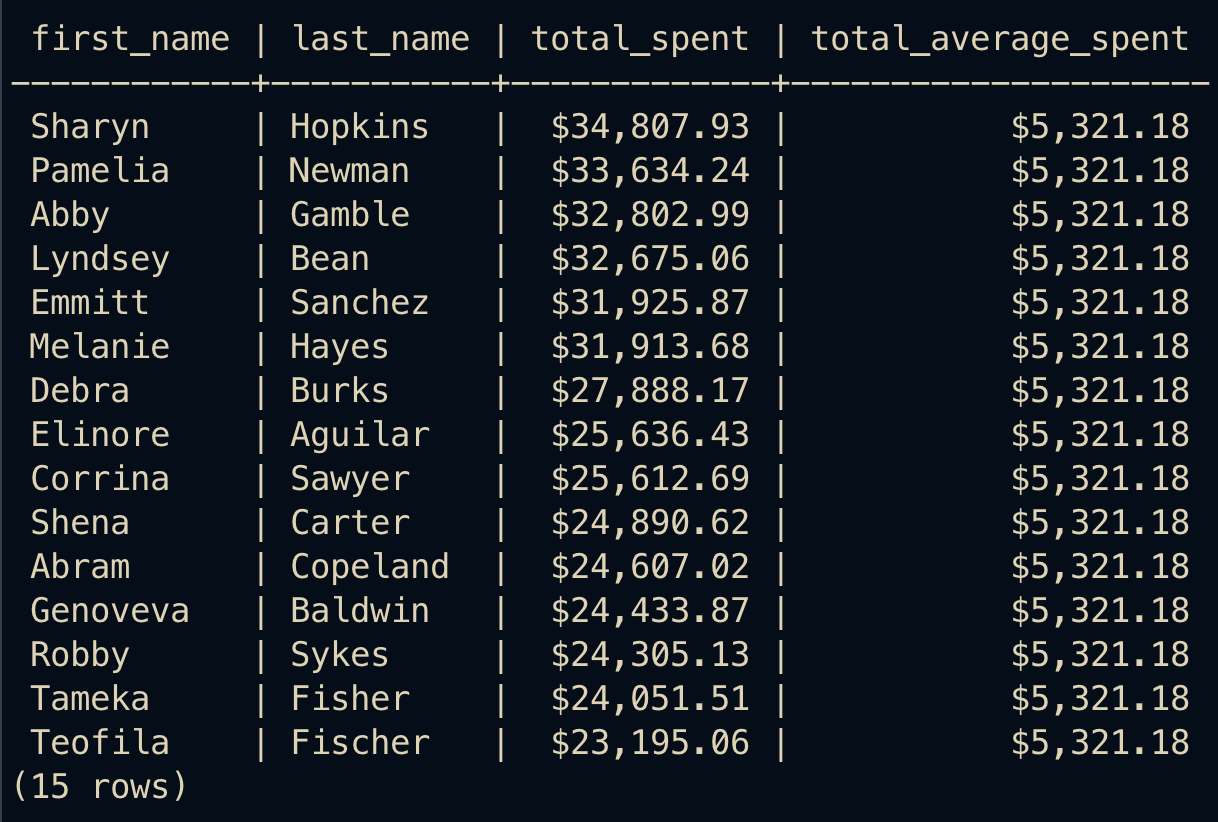 first_name | last_name | total_spent | total_average_spent
------------+-----------+-------------+---------------------
Sharyn | Hopkins | $34,807.93 | $5,321.18
Pamelia | Newman | $33,634.24 | $5,321.18
Abby | Gamble | $32,802.99 | $5,321.18
Lyndsey | Bean | $32,675.06 | $5,321.18
Emmitt | Sanchez | $31,925.87 | $5,321.18
Melanie | Hayes | $31,913.68 | $5,321.18
Debra | Burks | $27,888.17 | $5,321.18
Elinore | Aguilar | $25,636.43 | $5,321.18
Corrina | Sawyer | $25,612.69 | $5,321.18
Shena | Carter | $24,890.62 | $5,321.18
Abram | Copeland | $24,607.02 | $5,321.18
Genoveva | Baldwin | $24,433.87 | $5,321.18
Robby | Sykes | $24,305.13 | $5,321.18
Tameka | Fisher | $24,051.51 | $5,321.18
Teofila | Fischer | $23,195.06 | $5,321.18
(15 rows)